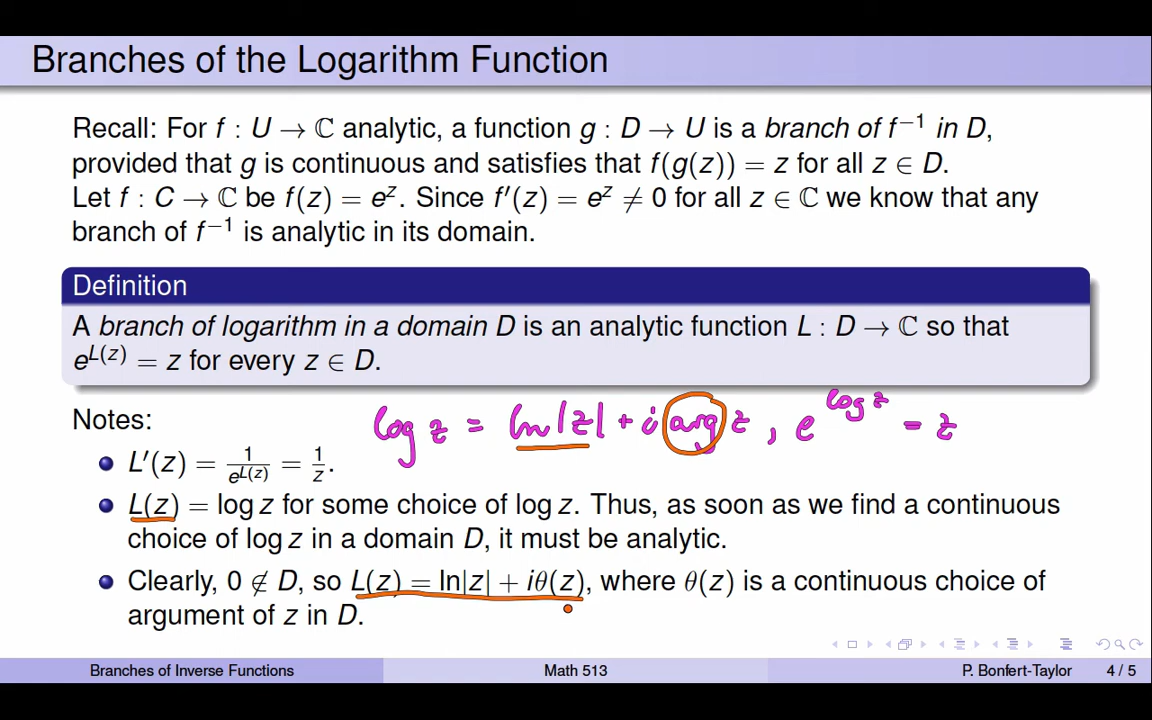 Branches of the Logarithm Function
Recall: For f : U → ℂ analytic, a function g : D → U is a branch of f⁻¹ in D,
provided that g is continuous and satisfies that f(g(z)) = z for all z ∈ D.
Let f : C → ℂ be f(z) = eᶻ. Since f′(z) = eᶻ ≠ 0 for all z ∈ ℂ we know that any
branch of f⁻¹ is analytic in its domain.
Definition
A branch of logarithm in a domain D is an analytic function L : D → ℂ so that
e^{L(z)} = z for every z ∈ D.
Notes:
log z = ln|z| + i arg z , e^{log z} = z
• L′(z) = 1/e^{L(z)} = 1/z.
• L(z) = log z for some choice of log z. Thus, as soon as we find a continuous
choice of log z in a domain D, it must be analytic.
• Clearly, 0 ∉ D, so L(z) = ln|z| + iθ(z), where θ(z) is a continuous choice of
argument of z in D.
Branches of Inverse Functions Math 513 P. Bonfert-Taylor 4 / 5